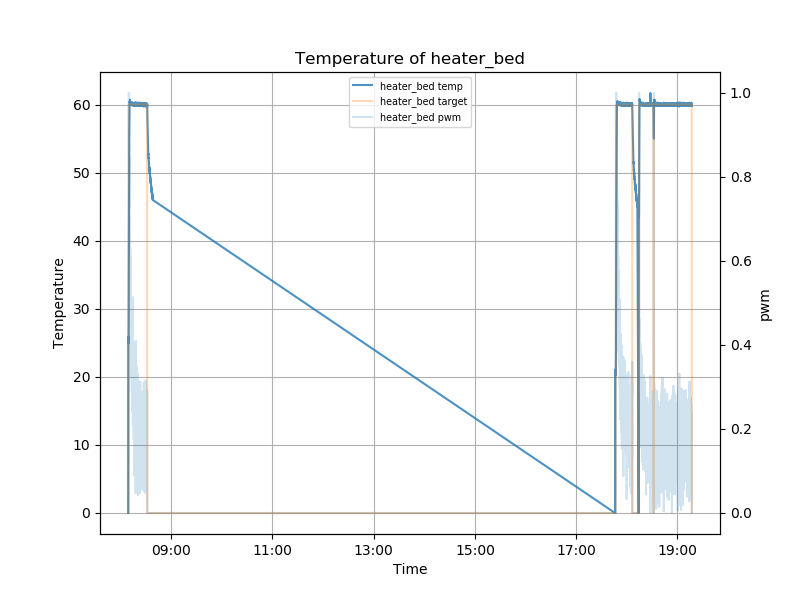 Temperature of heater_bed
heater_bed temp
heater_bed target
heater_bed pwm
60
50
40
30
20
10
0
Temperature
1.0
0.8
0.6
0.4
0.2
0.0
pwm
09:00 11:00 13:00 15:00 17:00 19:00
Time